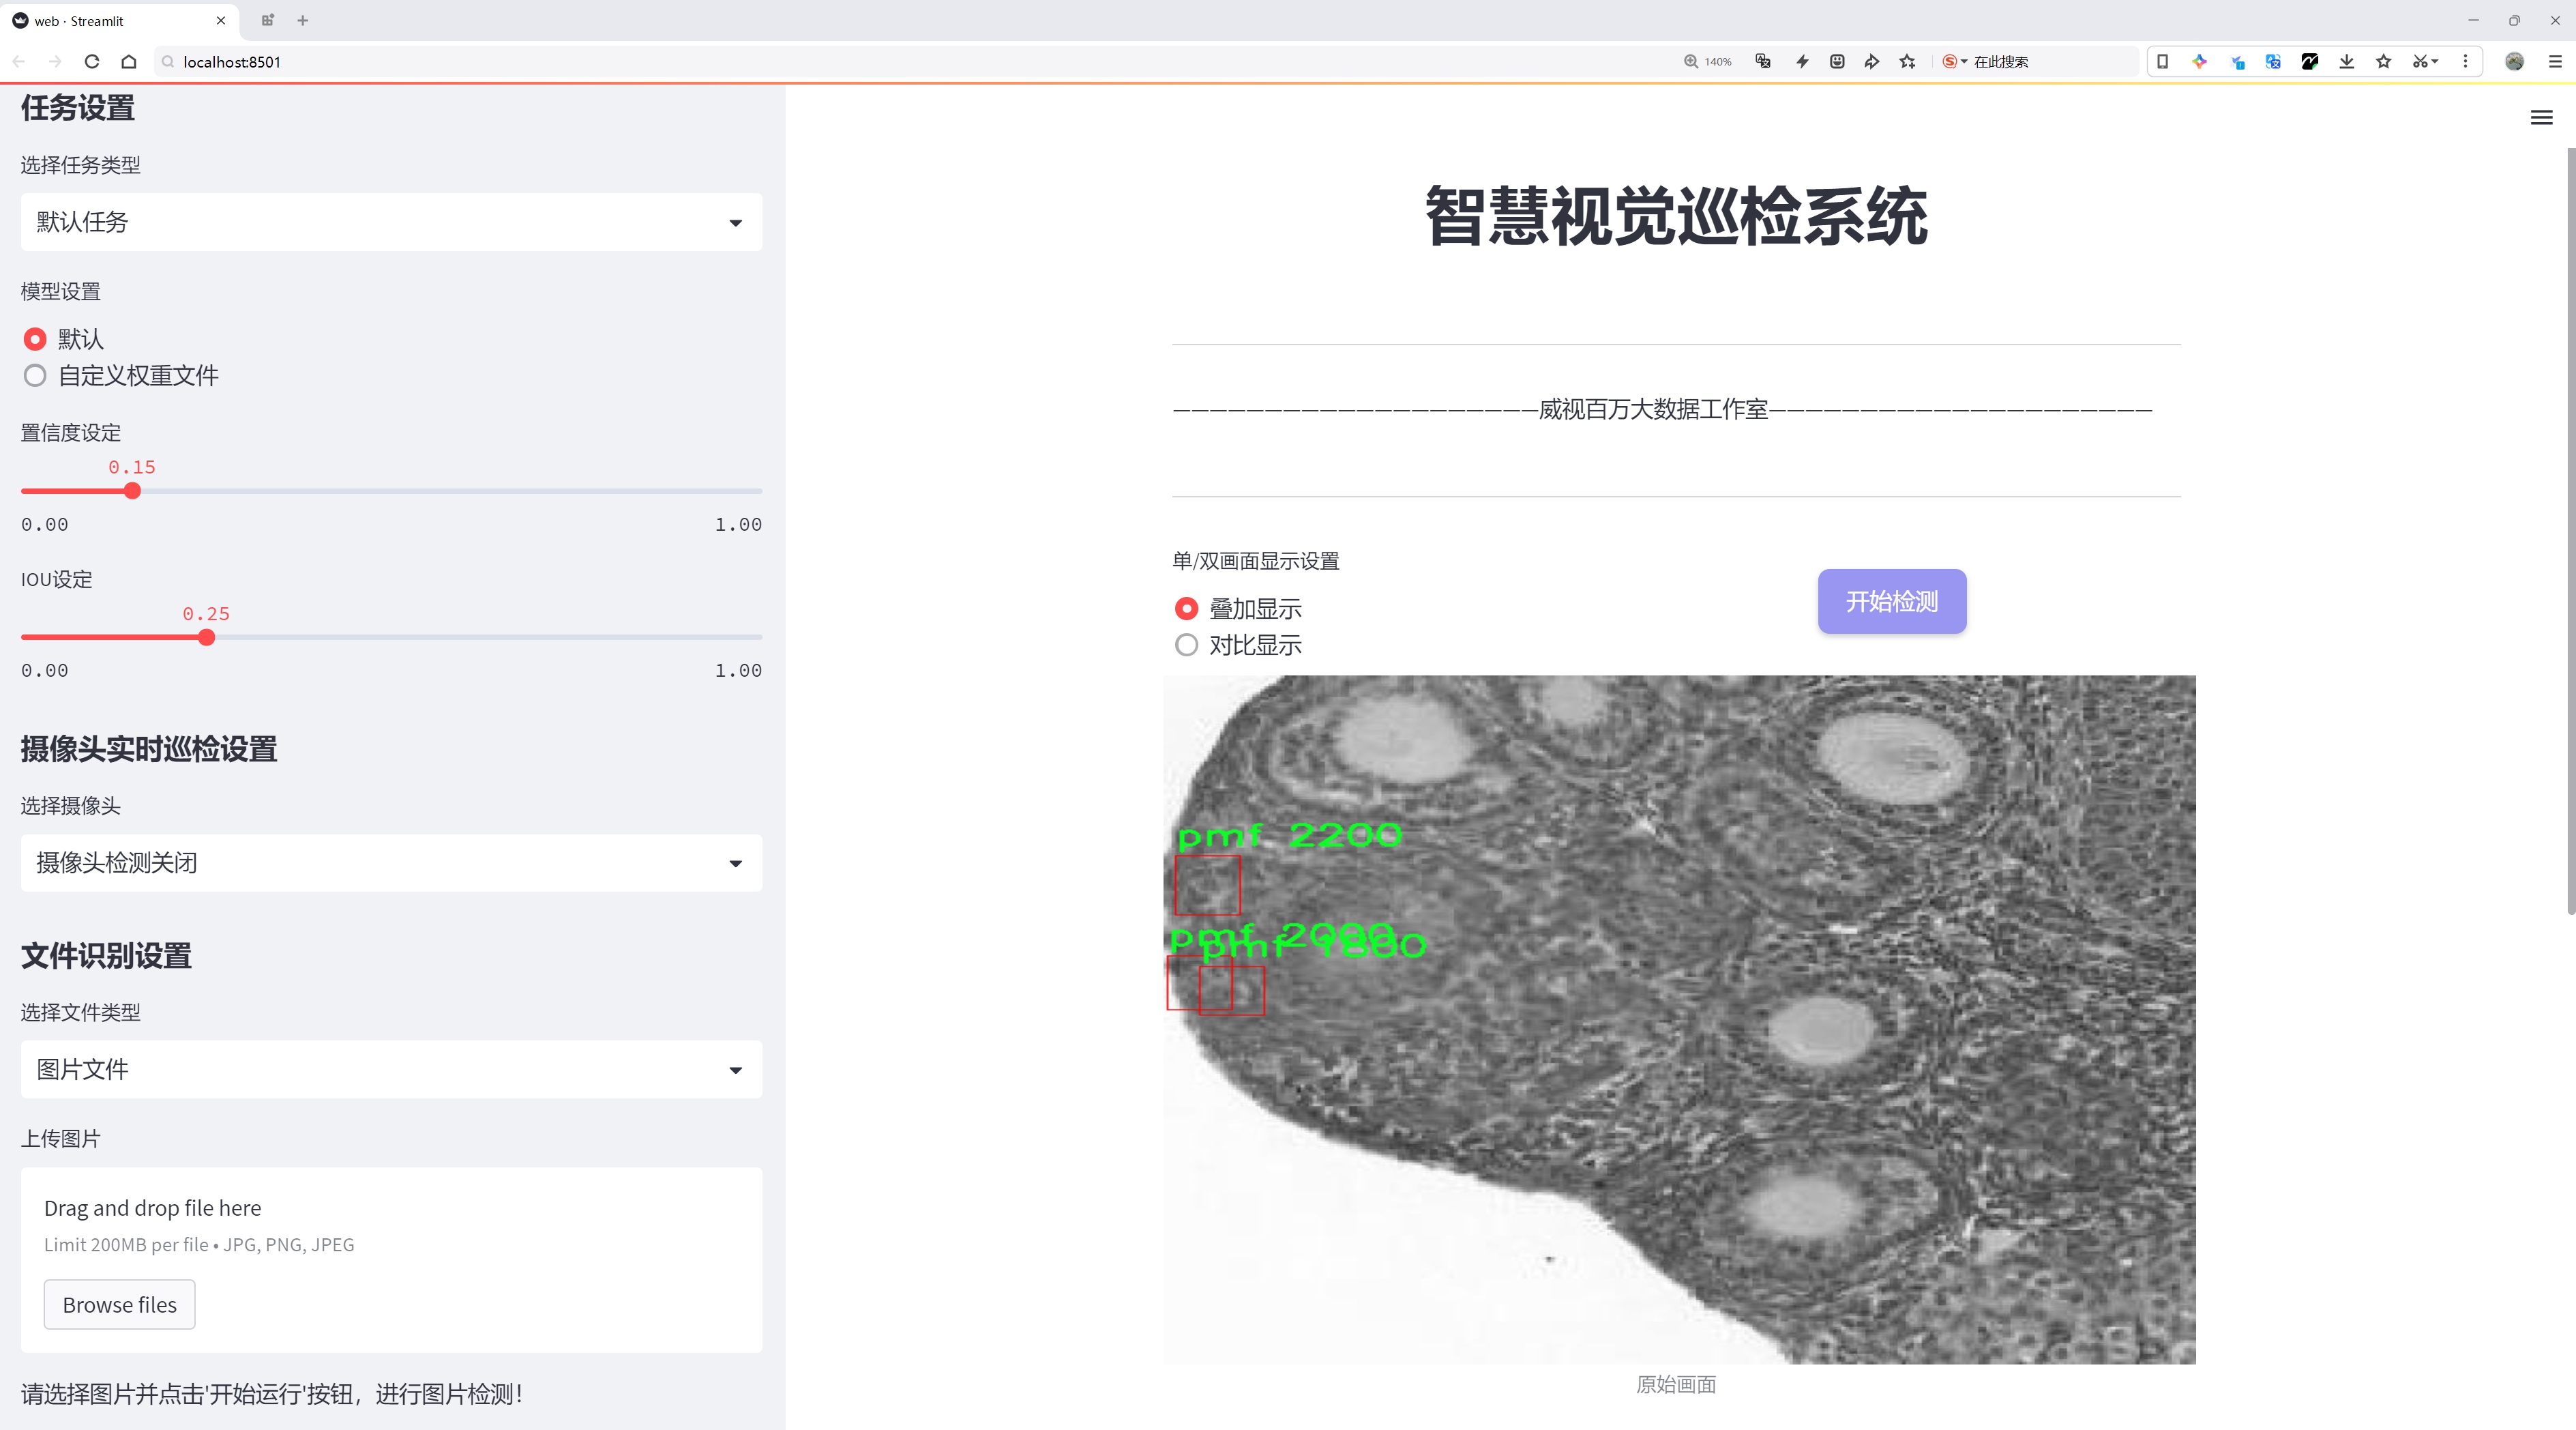 web · Streamlit
localhost:8501
140%
在此搜索
任务设置
选择任务类型
默认任务
模型设置
默认
自定义权重文件
置信度设定
0.15
0.00
1.00
IOU设定
0.25
0.00
1.00
摄像头实时巡检设置
选择摄像头
摄像头检测关闭
文件识别设置
选择文件类型
图片文件
上传图片
Drag and drop file here
Limit 200MB per file • JPG, PNG, JPEG
Browse files
请选择图片并点击'开始运行'按钮，进行图片检测！
智慧视觉巡检系统
————————————————————威视百万大数据工作室—————————————————————
单/双画面显示设置
叠加显示
对比显示
开始检测
pmf 2200
pmf
pmf
原始画面